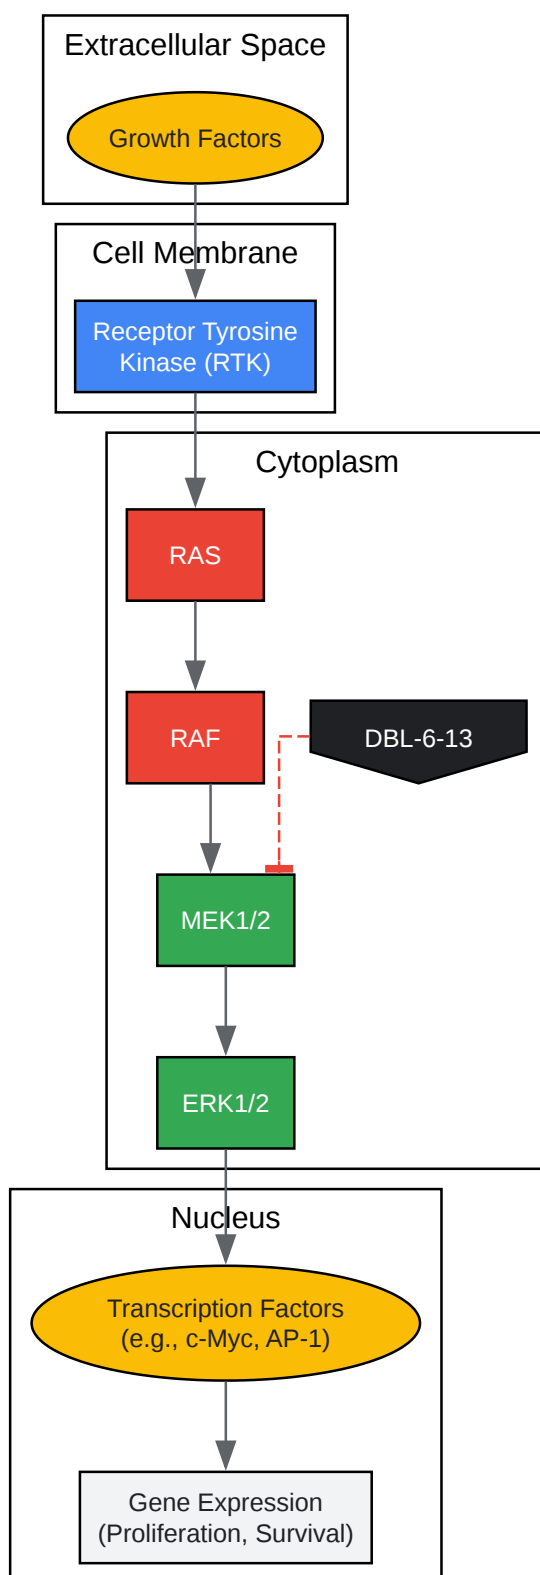 Extracellular Space
Growth Factors
Cell Membrane
Receptor Tyrosine
Kinase (RTK)
Cytoplasm
RAS
RAF
DBL-6-13
MEK1/2
ERK1/2
Nucleus
Transcription Factors
(e.g., c-Myc, AP-1)
Gene Expression
(Proliferation, Survival)